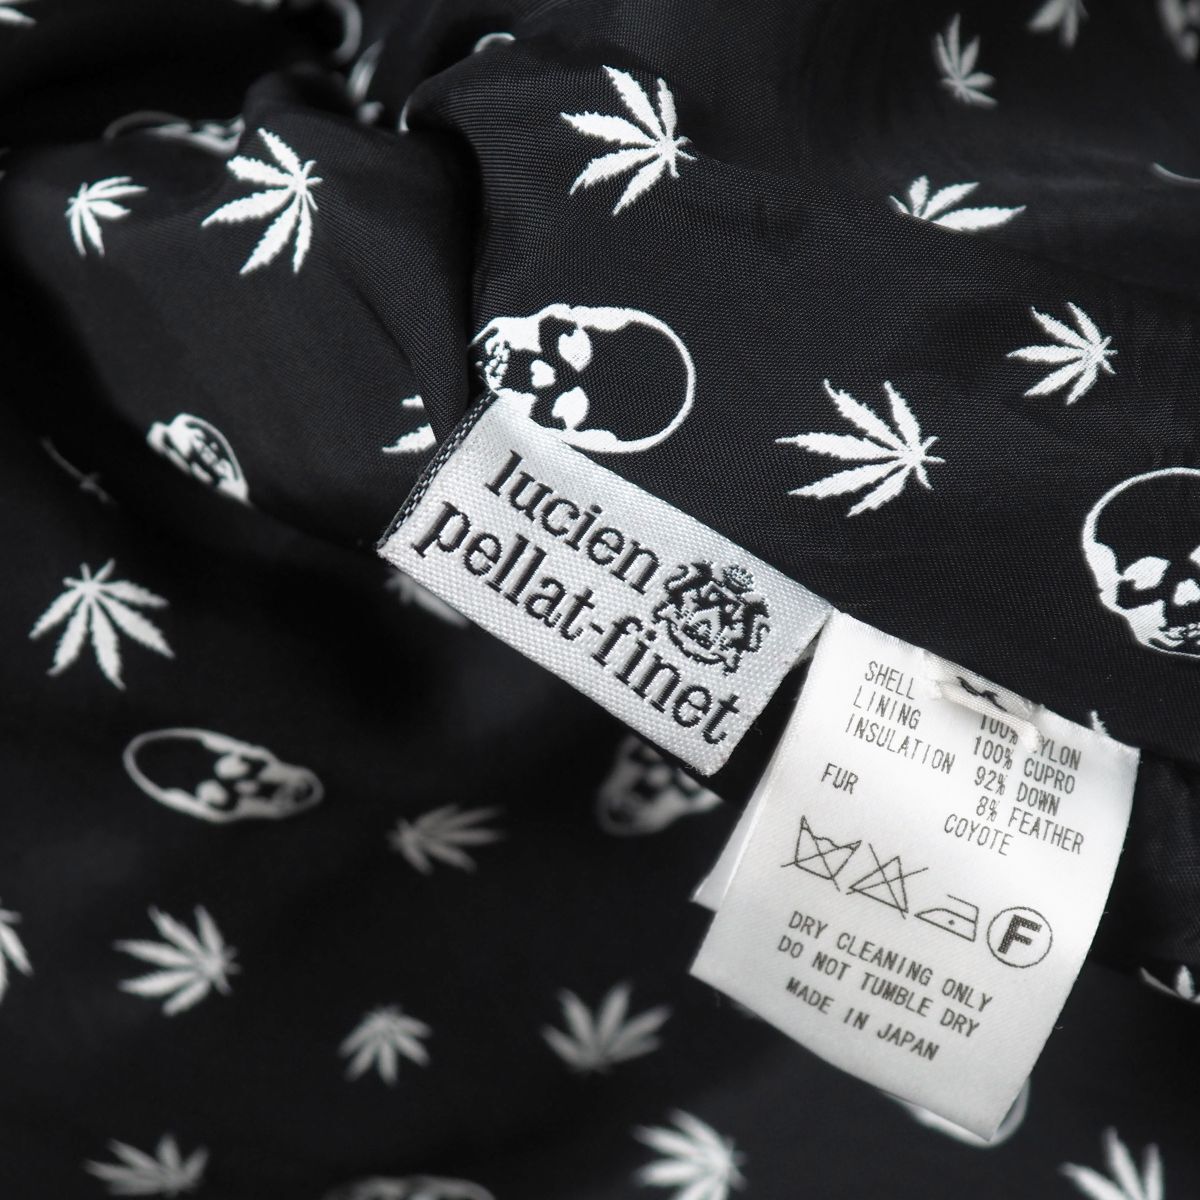 lucien
pellat-finet
M
SHELL 100% NYLON
LINING 100% CUPRO
INSULATION 92% DOWN
8% FEATHER
FUR COYOTE
F
DRY CLEANING ONLY
DO NOT TUMBLE DRY
MADE IN JAPAN